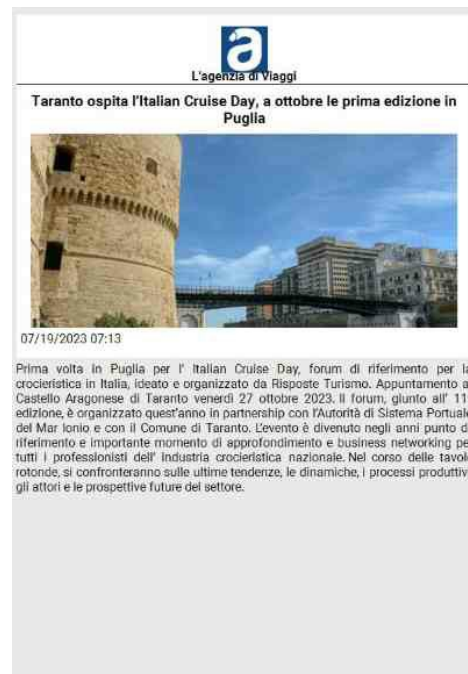 a
L'agenzia di Viaggi
Taranto ospita l'Italian Cruise Day, a ottobre le prima edizione in
Puglia
07/19/2023 07:13
Prima volta in Puglia per l' Italian Cruise Day, forum di riferimento per la
crocieristica in Italia, ideato e organizzato da Risposte Turismo. Appuntamento a
Castello Aragonese di Taranto venerdì 27 ottobre 2023. Il forum, giunto all' 11
edizione, è organizzato quest'anno in partnership con l'Autorità di Sistema Portuale
del Mar Ionio e con il Comune di Taranto. L'evento è divenuto negli anni punto d
riferimento e importante momento di approfondimento e business networking pe
tutti i professionisti dell' industria crocieristica nazionale. Nel corso delle tavol
rotonde, si confronteranno sulle ultime tendenze, le dinamiche, i processi produttiv
gli attori e le prospettive future del settore.